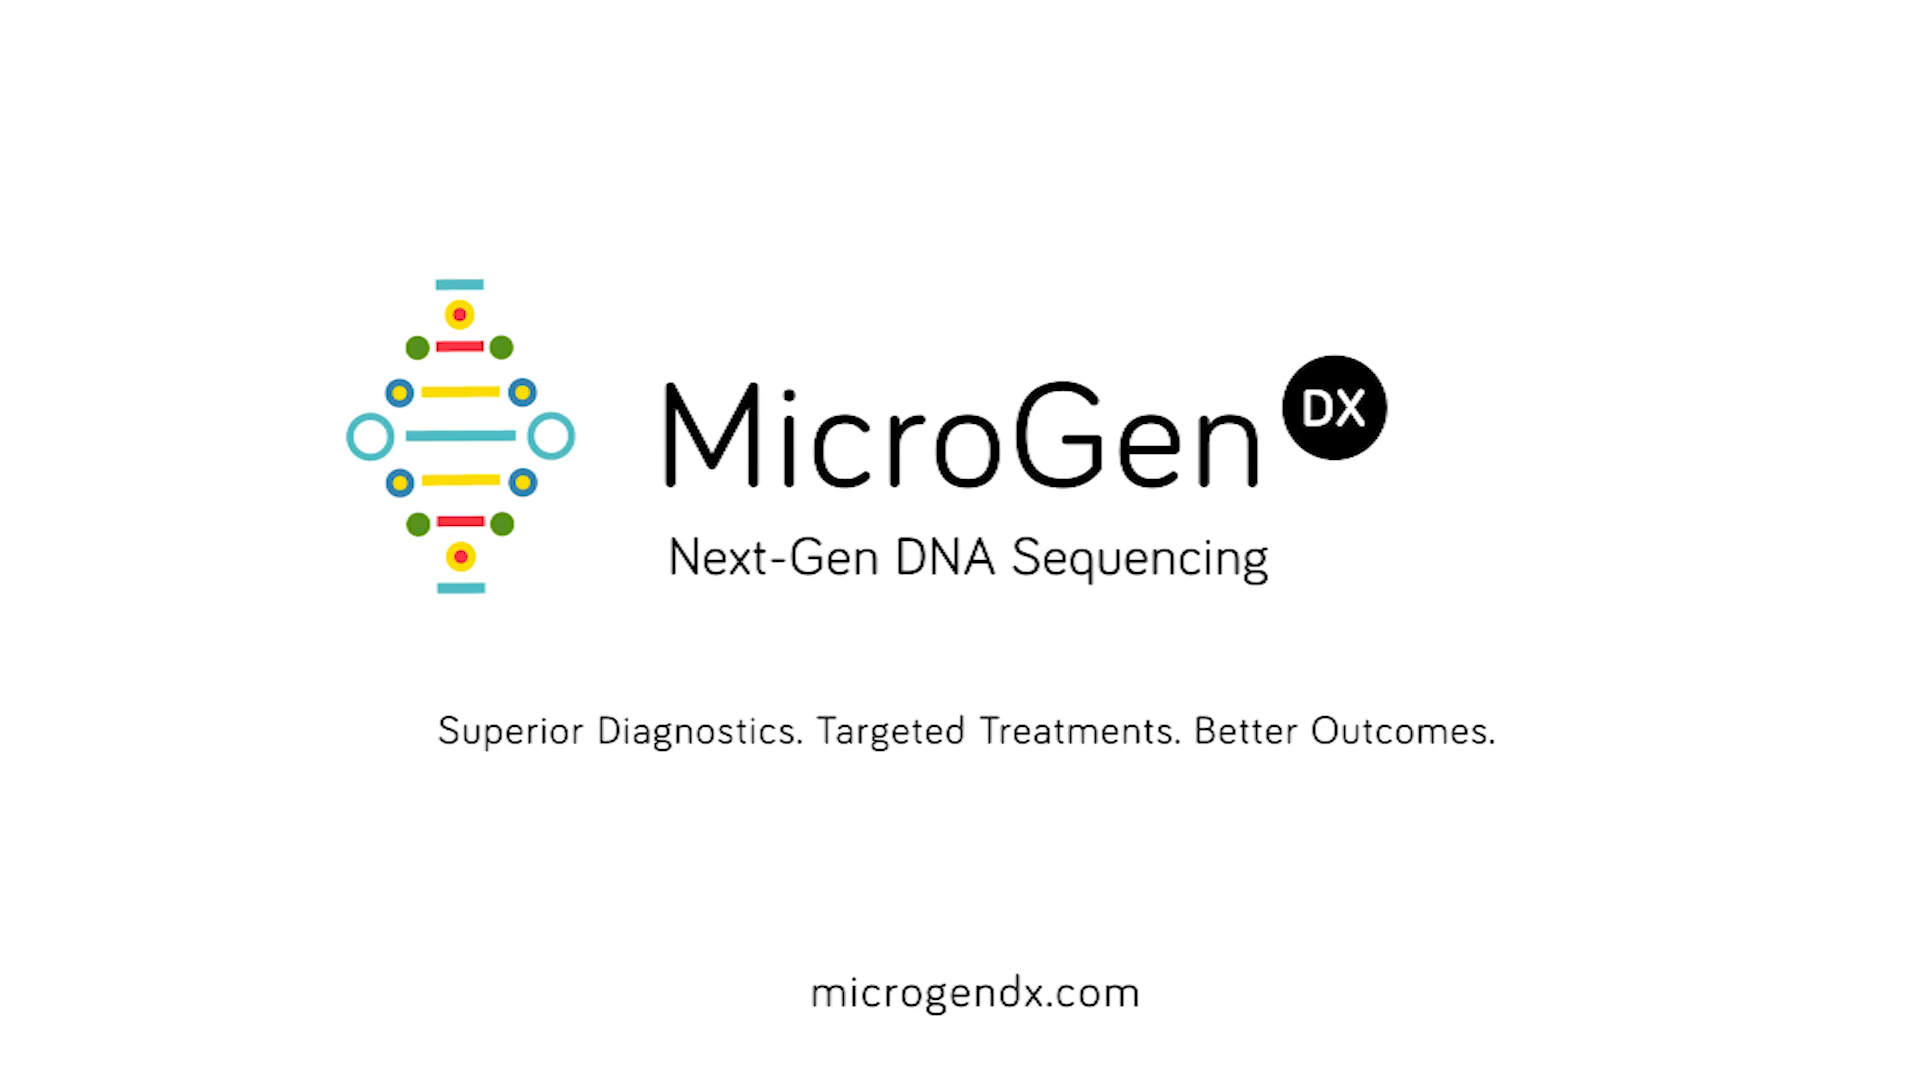 MicroGen DX
Next-Gen DNA Sequencing
Superior Diagnostics. Targeted Treatments. Better Outcomes.
microgendx.com